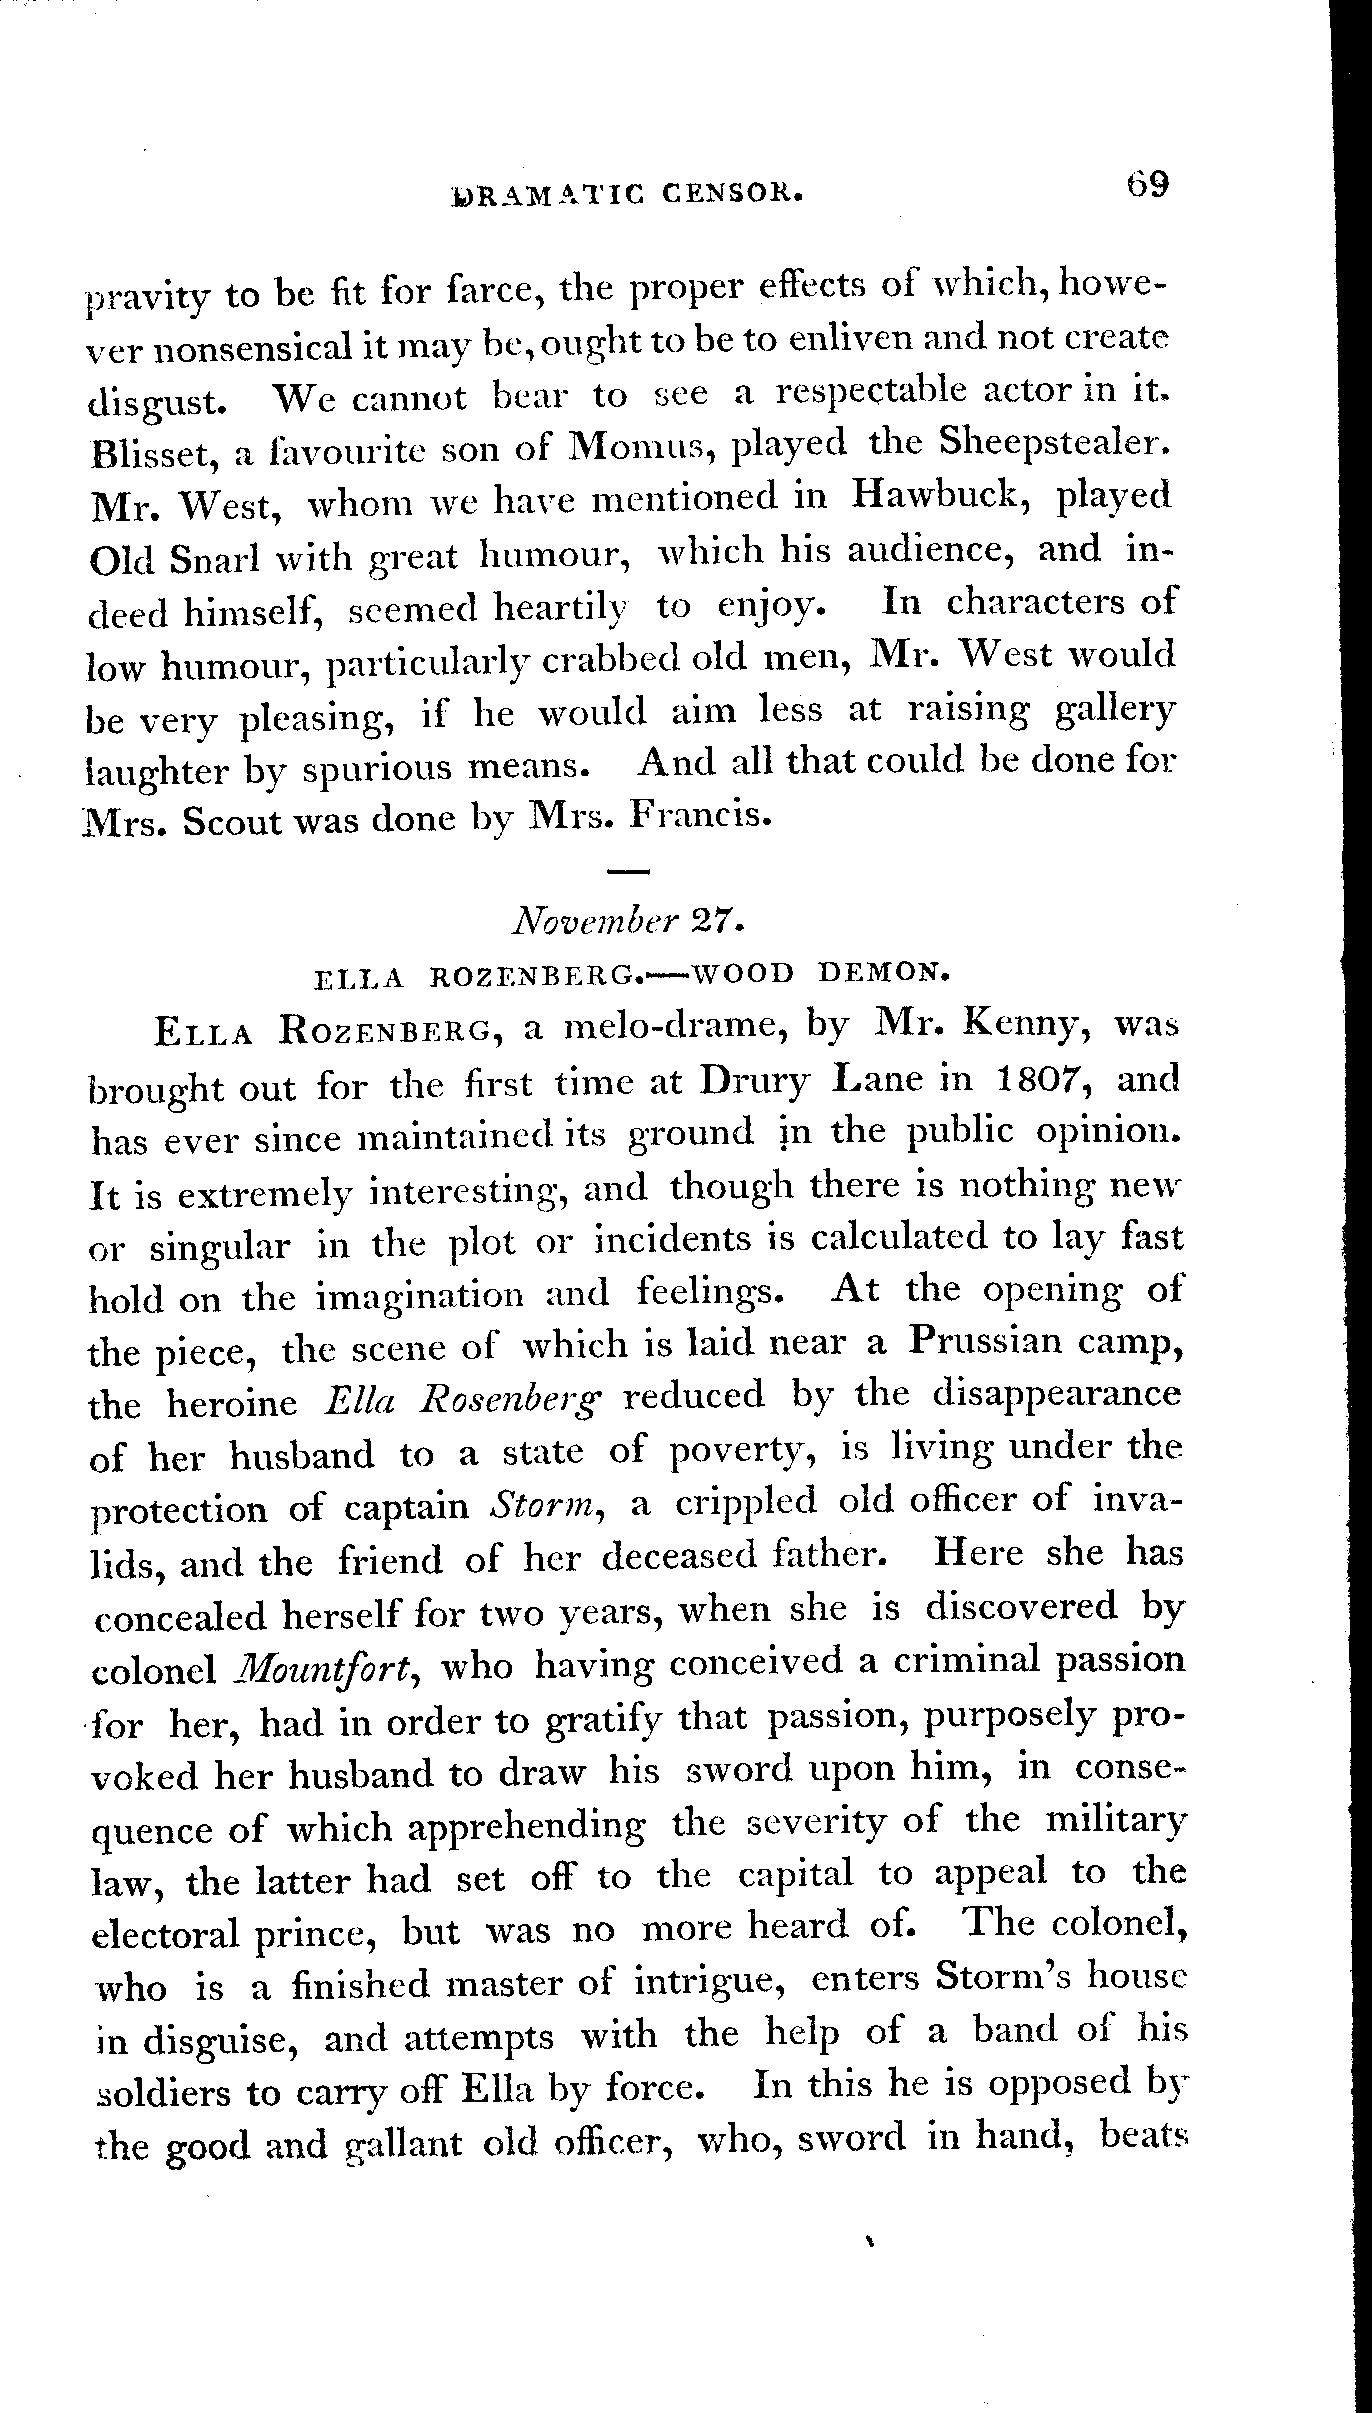 DRAMATIC CENSOR. 69
pravity to be fit for farce, the proper effects of which, howe-
ver nonsensical it may be, ought to be to enliven and not create
disgust. We cannot bear to see a respectable actor in it.
Blisset, a favourite son of Momus, played the Sheepstealer.
Mr. West, whom we have mentioned in Hawbuck, played
Old Snarl with great humour, which his audience, and in-
deed himself, seemed heartily to enjoy. In characters of
low humour, particularly crabbed old men, Mr. West would
be very pleasing, if he would aim less at raising gallery
laughter by spurious means. And all that could be done for
Mrs. Scout was done by Mrs. Francis.
November 27.
ELLA ROZENBERG.—WOOD DEMON.
ELLA ROZENBERG, a melo-drame, by Mr. Kenny, was
brought out for the first time at Drury Lane in 1807, and
has ever since maintained its ground in the public opinion.
It is extremely interesting, and though there is nothing new
or singular in the plot or incidents is calculated to lay fast
hold on the imagination and feelings. At the opening of
the piece, the scene of which is laid near a Prussian camp,
the heroine Ella Rosenberg reduced by the disappearance
of her husband to a state of poverty, is living under the
protection of captain Storm, a crippled old officer of inva-
lids, and the friend of her deceased father. Here she has
concealed herself for two years, when she is discovered by
colonel Mountfort, who having conceived a criminal passion
for her, had in order to gratify that passion, purposely pro-
voked her husband to draw his sword upon him, in conse-
quence of which apprehending the severity of the military
law, the latter had set off to the capital to appeal to the
electoral prince, but was no more heard of. The colonel,
who is a finished master of intrigue, enters Storm's house
in disguise, and attempts with the help of a band of his
soldiers to carry off Ella by force. In this he is opposed by
the good and gallant old officer, who, sword in hand, beats